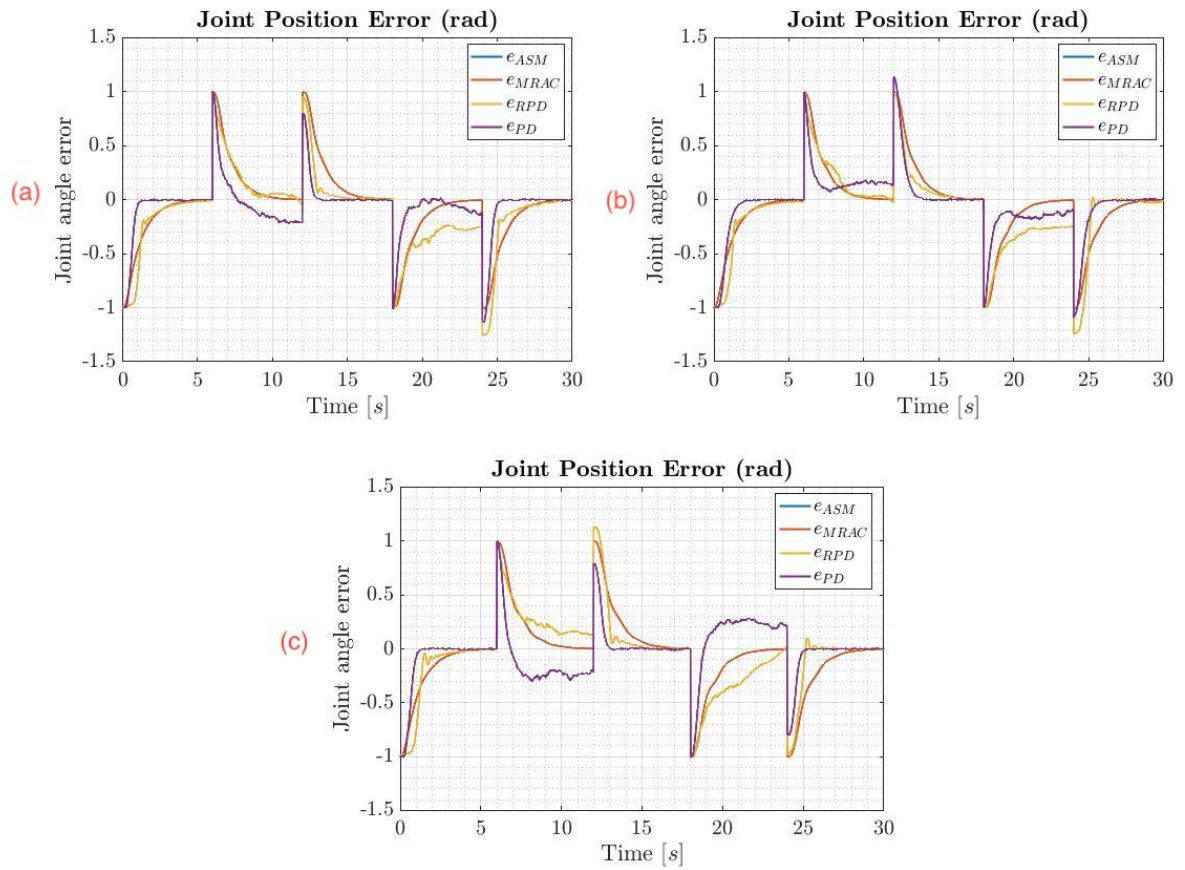 Joint Position Error (rad)
1.5
1
0.5
0
-0.5
-1
-1.5
Joint angle error
(a)
e_ASM
e_MRAC
e_RPD
e_PD
0 5 10 15 20 25 30
Time [s]
Joint Position Error (rad)
1.5
1
0.5
0
-0.5
-1
-1.5
Joint angle error
(b)
e_ASM
e_MRAC
e_RPD
e_PD
0 5 10 15 20 25 30
Time [s]
Joint Position Error (rad)
1.5
1
0.5
0
-0.5
-1
-1.5
Joint angle error
(c)
e_ASM
e_MRAC
e_RPD
e_PD
0 5 10 15 20 25 30
Time [s]